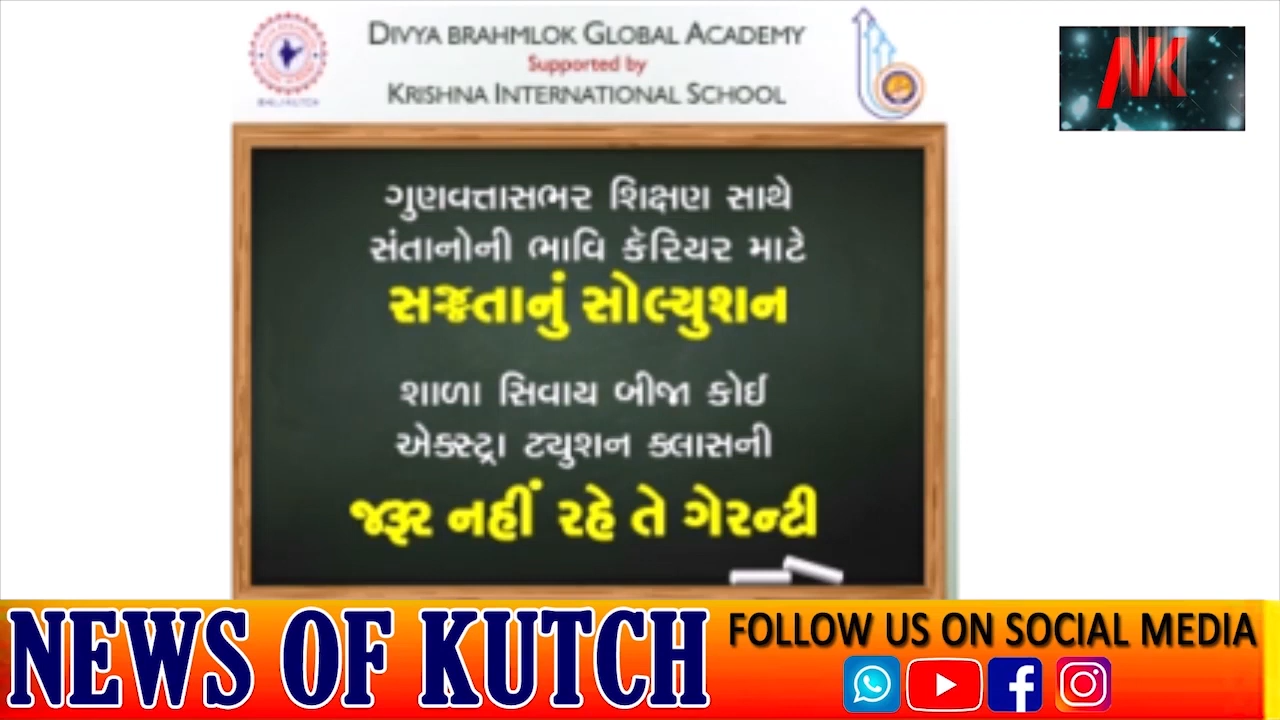 DIVYA BRAHMLOK GLOBAL ACADEMY
Supported by
KRISHNA INTERNATIONAL SCHOOL
NK
ગુણવત્તાસભર શિક્ષણ સાથે
સંતાનોની ભાવિ કૅરિયર માટે
સોલ્યુશન
શાળા સિવાય બીજા કોઈ
એક્સ્ટ્રા ટ્યુશન ક્લાસની
જરૂર નહીં રહે તે ગેરન્ટી
NEWS OF KUTCH
FOLLOW US ON SOCIAL MEDIA